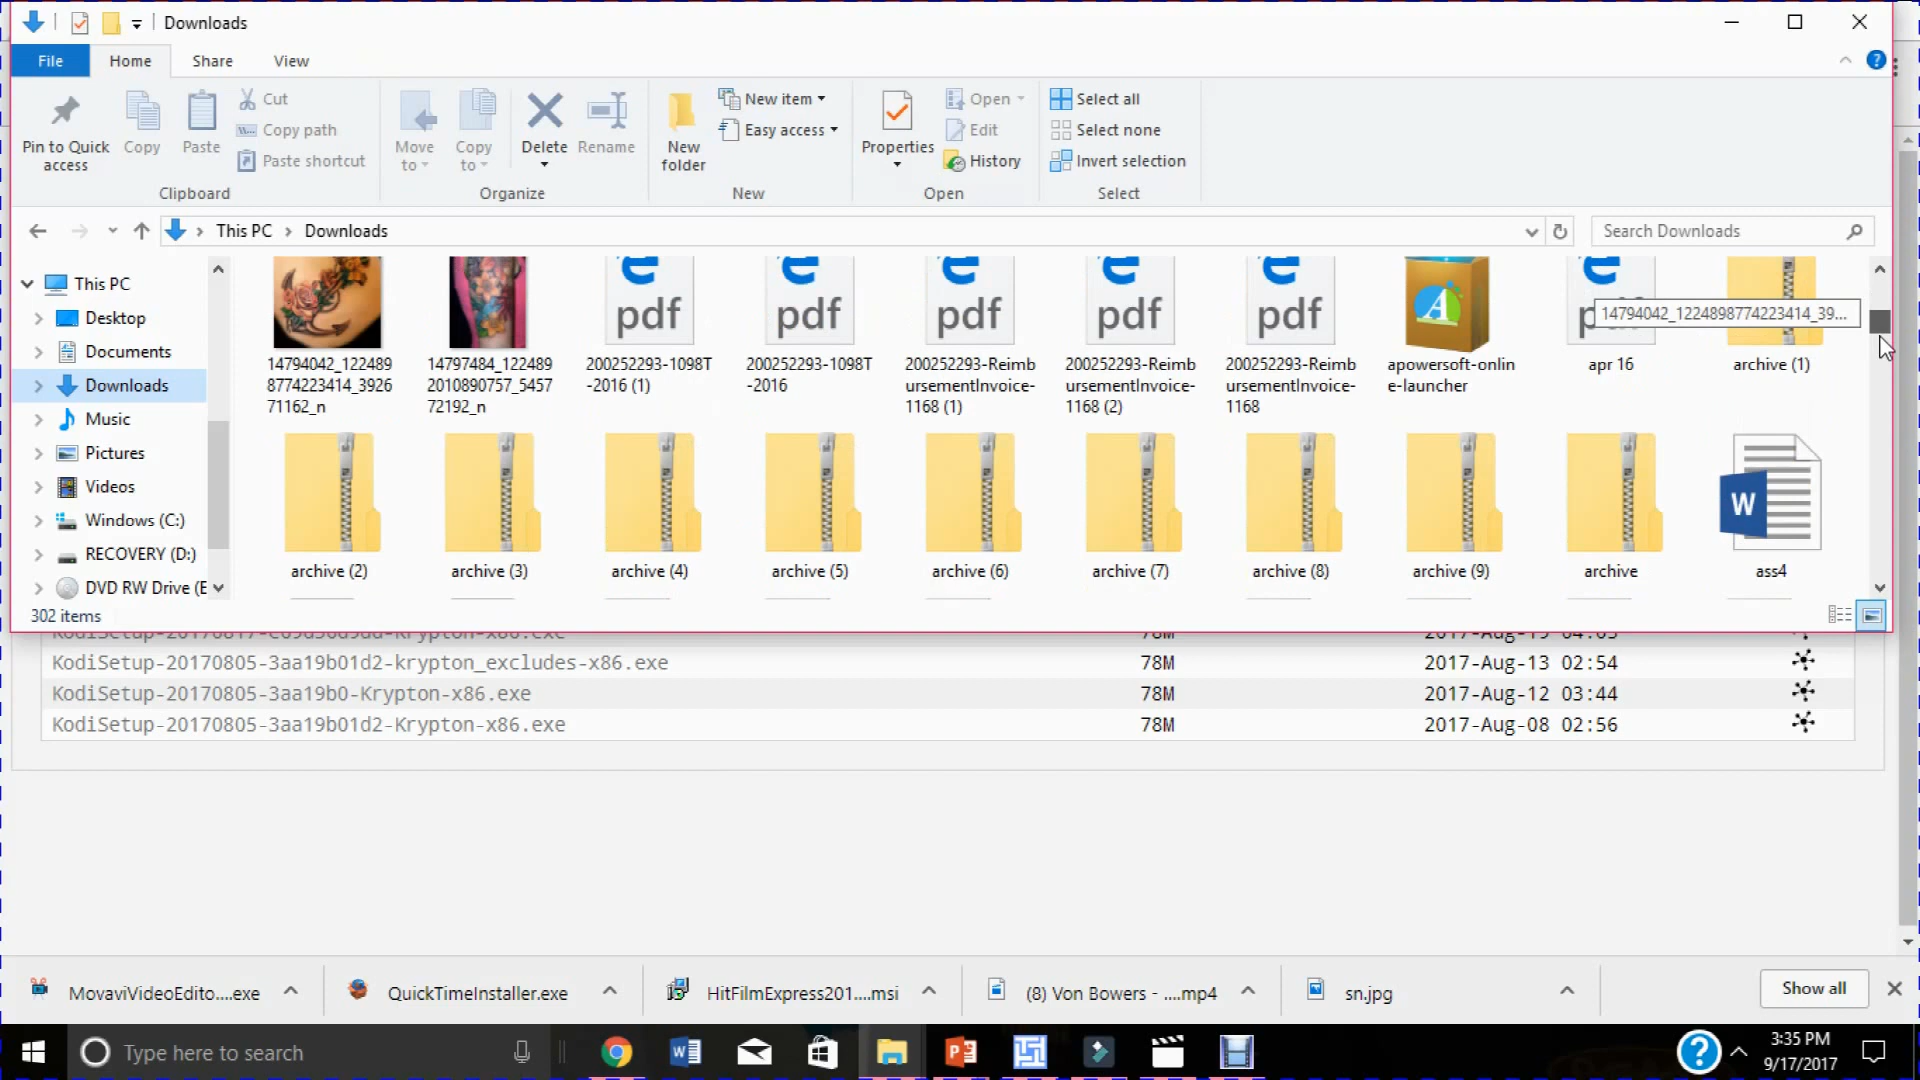 Downloads
File Home Share View
Pin to Quick access
Copy
Paste
Cut
Copy path
Paste shortcut
Clipboard
Move to
Copy to
Delete
Rename
Organize
New folder
New item
Easy access
New
Properties
Open
Edit
History
Open
Select all
Select none
Invert selection
Select
This PC Downloads
Search Downloads
This PC
Desktop
Documents
Downloads
Music
Pictures
Videos
Windows (C:)
RECOVERY (D:)
DVD RW Drive (E
14794042_122489
8774223414_3926
71162_n
14797484_122489
2010890757_5457
72192_n
pdf
200252293-1098T
-2016 (1)
pdf
200252293-1098T
-2016
pdf
200252293-Reimb
ursementInvoice-
1168 (1)
pdf
200252293-Reimb
ursementInvoice-
1168 (2)
pdf
200252293-Reimb
ursementInvoice-
1168
apowersoft-onlin
e-launcher
apr 16
14794042_1224898774223414_39...
archive (1)
archive (2)
archive (3)
archive (4)
archive (5)
archive (6)
archive (7)
archive (8)
archive (9)
archive
W
ass4
302 items
KodiSetup-20170805-3aa19b01d2-krypton_excludes-x86.exe 78M 2017-Aug-13 02:54
KodiSetup-20170805-3aa19b0-Krypton-x86.exe 78M 2017-Aug-12 03:44
KodiSetup-20170805-3aa19b01d2-Krypton-x86.exe 78M 2017-Aug-08 02:56
MovaviVideoEdito....exe
QuickTimeInstaller.exe
HitFilmExpress201....msi
(8) Von Bowers - ....mp4
sn.jpg
Show all
Type here to search
3:35 PM
9/17/2017